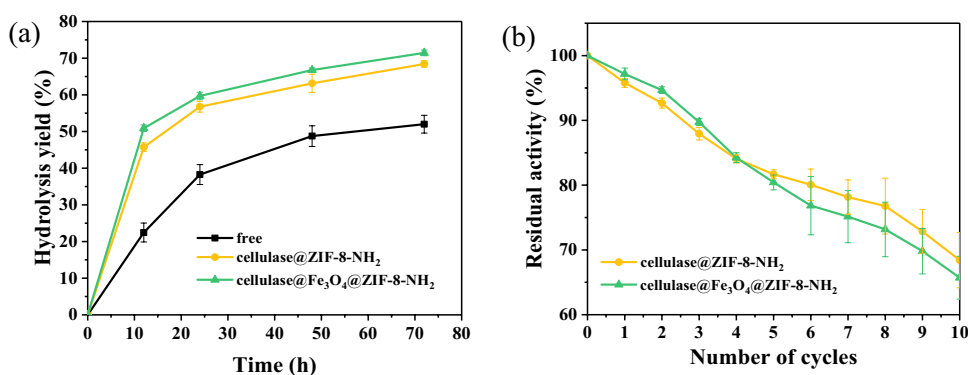 (a)
80
70
60
50
40
30
20
10
0
Hydrolysis yield (%)
free
cellulase@ZIF-8-NH₂
cellulase@Fe₃O₄@ZIF-8-NH₂
0 10 20 30 40 50 60 70 80
Time (h)
(b)
100
90
80
70
60
Residual activity (%)
cellulase@ZIF-8-NH₂
cellulase@Fe₃O₄@ZIF-8-NH₂
0 1 2 3 4 5 6 7 8 9 10
Number of cycles